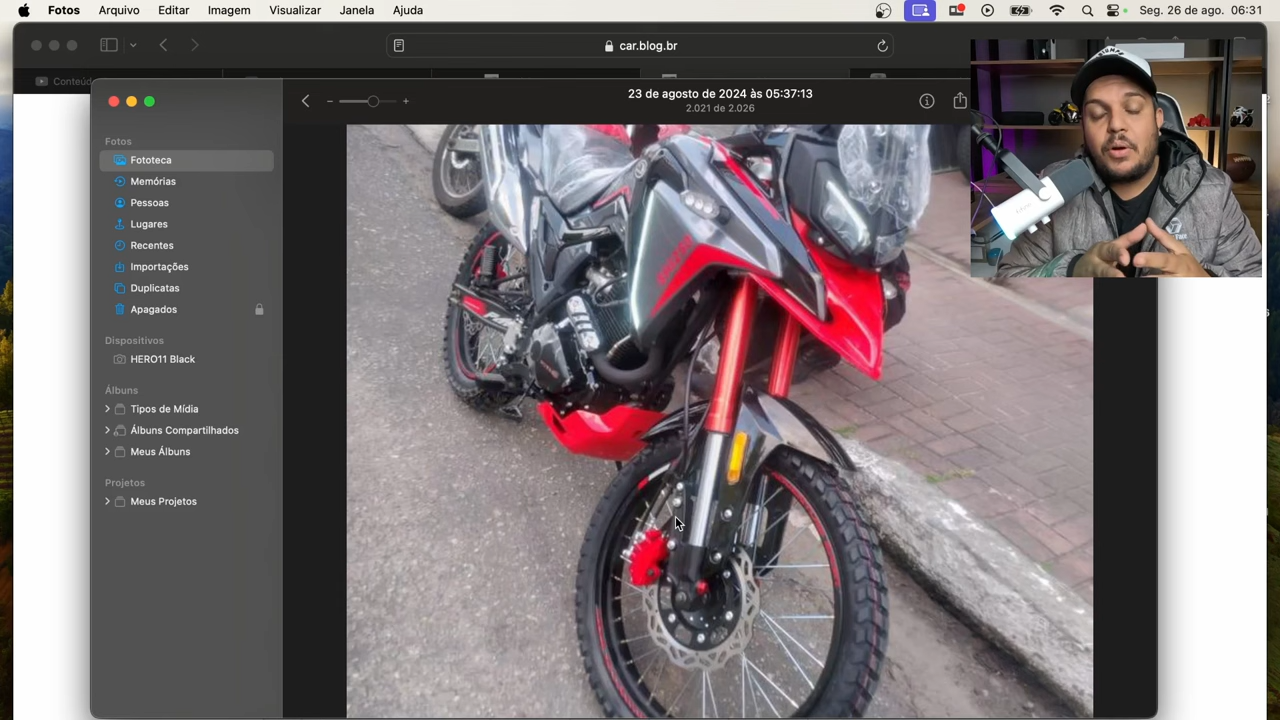 Fotos Arquivo Editar Imagem Visualizar Janela Ajuda Seg. 26 de ago. 06:31
car.blog.br
Conteúd
23 de agosto de 2024 às 05:37:13
2.021 de 2.026
Fotos
Fototeca
Memórias
Pessoas
Lugares
Recentes
Importações
Duplicatas
Apagados
Dispositivos
HERO11 Black
Álbuns
Tipos de Mídia
Álbuns Compartilhados
Meus Álbuns
Projetos
Meus Projetos